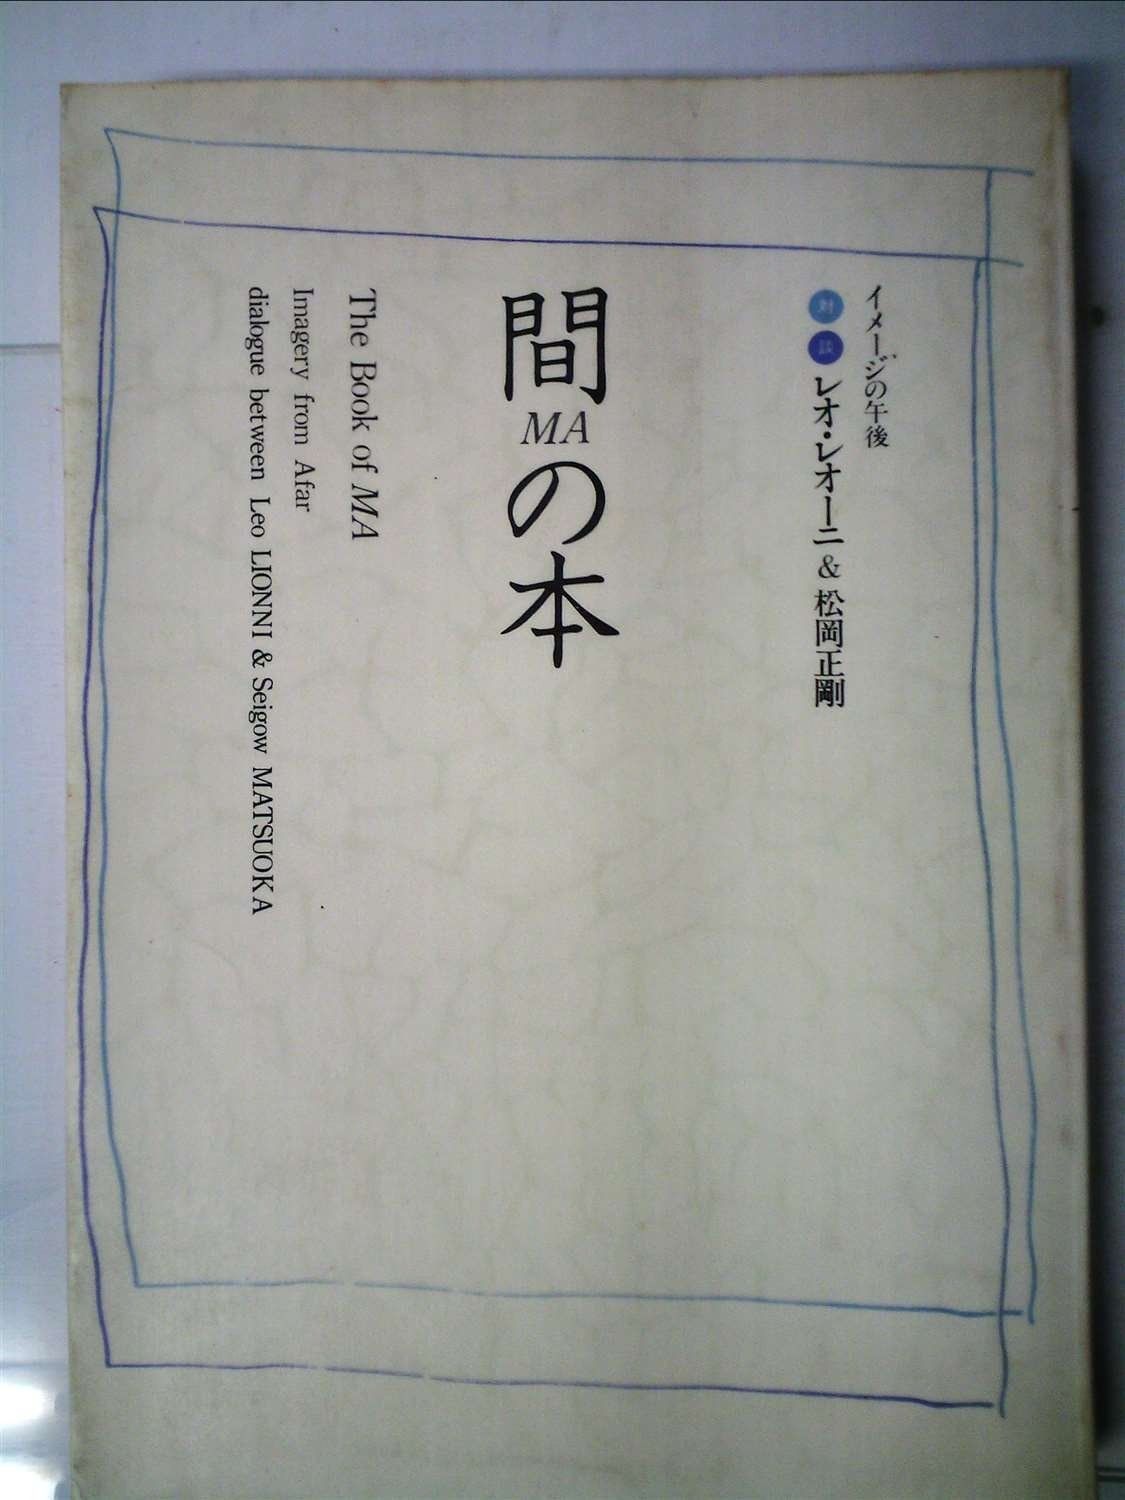 イメージの午後
対談 レオ・レオーニ & 松岡正剛
間の本
MA
The Book of MA
Imagery from Afar
dialogue between Leo LIONNI & Seigow MATSUOKA